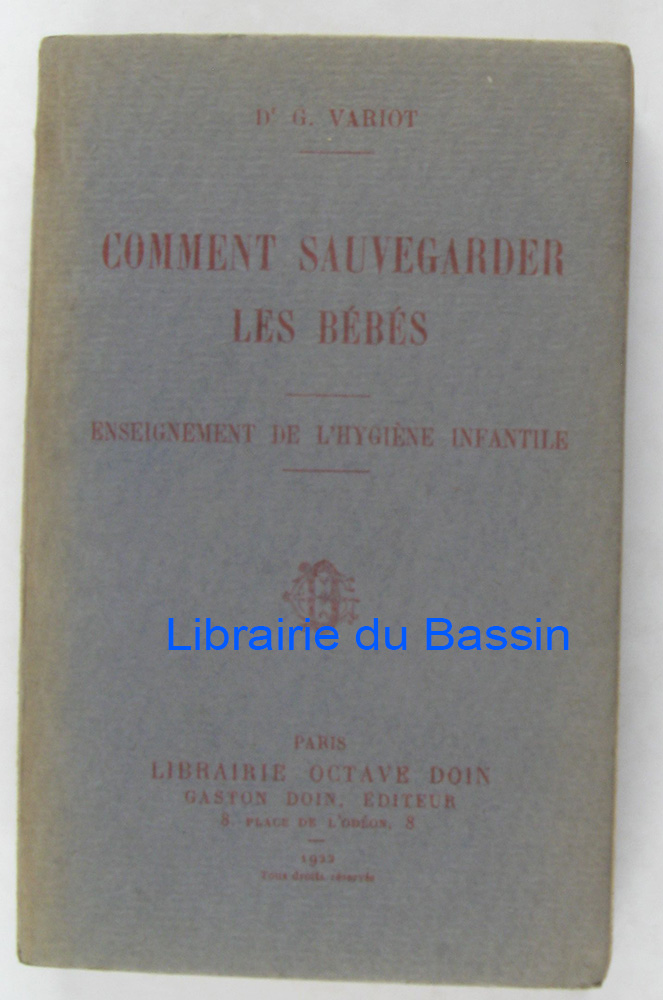 Dr G. VARIOT
COMMENT SAUVEGARDER
LES BÉBÉS
ENSEIGNEMENT DE L'HYGIÈNE INFANTILE
Librairie du Bassin
PARIS
LIBRAIRIE OCTAVE DOIN
GASTON DOIN, ÉDITEUR
8, PLACE DE L'ODÉON, 8
1922
Tous droits réservés